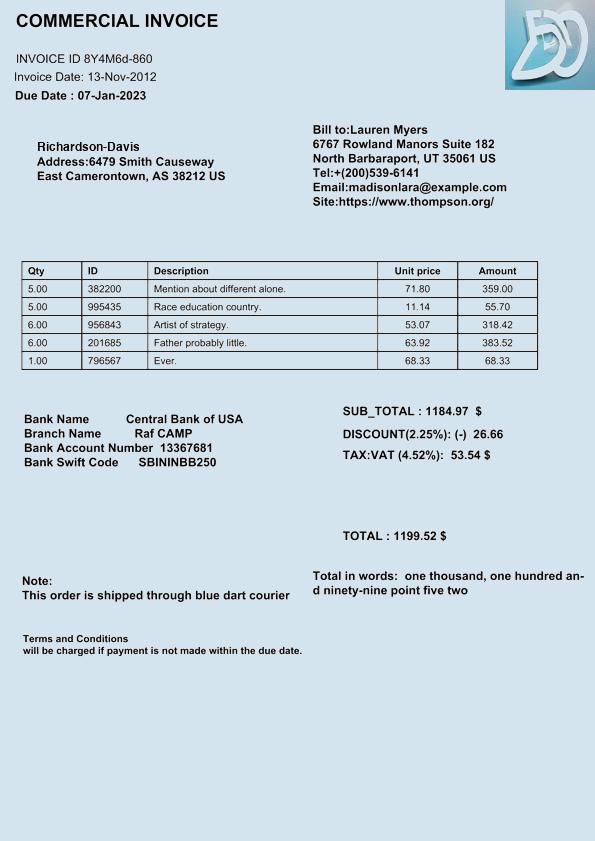 COMMERCIAL INVOICE
INVOICE ID 8Y4M6d-860
Invoice Date: 13-Nov-2012
Due Date : 07-Jan-2023
Richardson-Davis
Address:6479 Smith Causeway
East Camerontown, AS 38212 US
Bill to:Lauren Myers
6767 Rowland Manors Suite 182
North Barbaraport, UT 35061 US
Tel:+(200)539-6141
Email:madisonlara@example.com
Site:https://www.thompson.org/
Qty ID Description Unit price Amount
5.00 382200 Mention about different alone. 71.80 359.00
5.00 995435 Race education country. 11.14 55.70
6.00 956843 Artist of strategy. 53.07 318.42
6.00 201685 Father probably little. 63.92 383.52
1.00 796567 Ever. 68.33 68.33
Bank Name Central Bank of USA
Branch Name Raf CAMP
Bank Account Number 13367681
Bank Swift Code SBININBB250
SUB_TOTAL : 1184.97 $
DISCOUNT(2.25%): (-) 26.66
TAX:VAT (4.52%): 53.54 $
TOTAL : 1199.52 $
Total in words: one thousand, one hundred an-
d ninety-nine point five two
Note:
This order is shipped through blue dart courier
Terms and Conditions
will be charged if payment is not made within the due date.